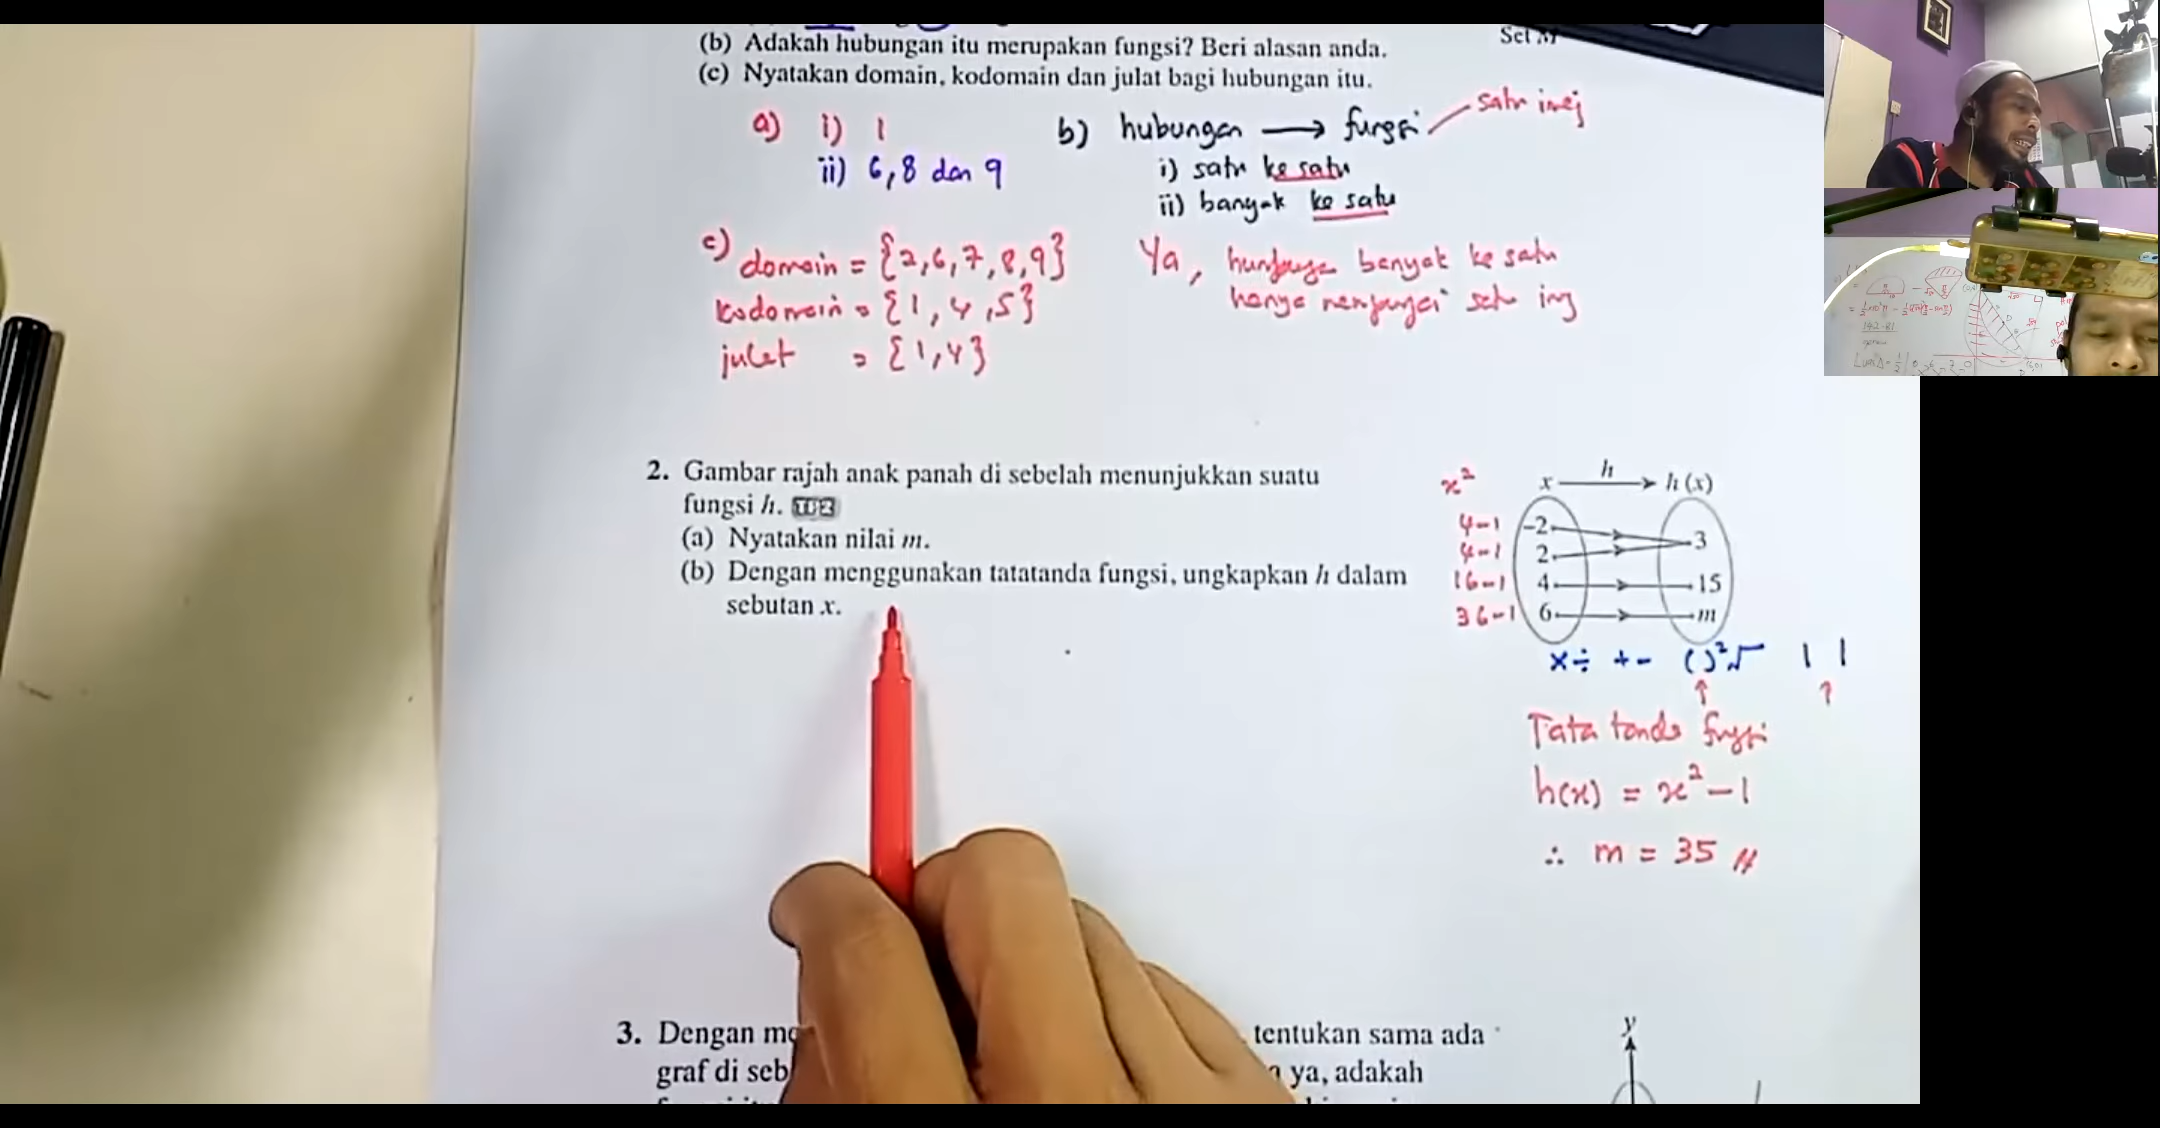 (b) Adakah hubungan itu merupakan fungsi? Beri alasan anda.
(c) Nyatakan domain, kodomain dan julat bagi hubungan itu.
Set M
a) i) 1
ii) 6,8 dan 9
b) hubungan → fungsi satu imej
i) satu ke satu
ii) banyak ke satu
c) domain = {2,6,7,8,9}
kodomain = {1,4,5}
julat = {1,4}
Ya, banyak ke satu
hanya satu
2. Gambar rajah anak panah di sebelah menunjukkan suatu
fungsi h. TP2
(a) Nyatakan nilai m.
(b) Dengan menggunakan tatatanda fungsi, ungkapkan h dalam
sebutan x.
x² x h h (x)
4-1 -2 3
4-1 2
16-1 4 15
36-1 6 m
×÷ +- ( )²√ | |
↑ ?
Tata tanda fungsi
h(x) = x² - 1
∴ m = 35 //
3. Dengan tentukan sama ada
graf di ya, adakah
y